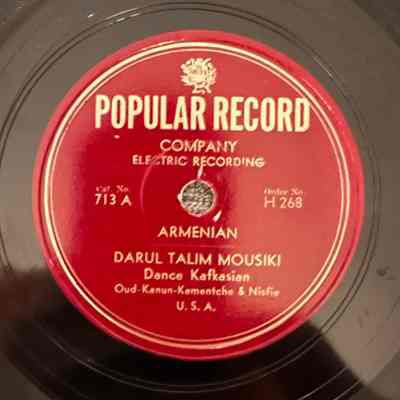 POPULAR RECORD
COMPANY
ELECTRIC RECORDING
Cat. No. Order No.
713 A H 268
ARMENIAN
DARUL TALIM MOUSIKI
Dance Kafkasian
Oud-Kanun-Kamentche & Nisfie
U. S. A.